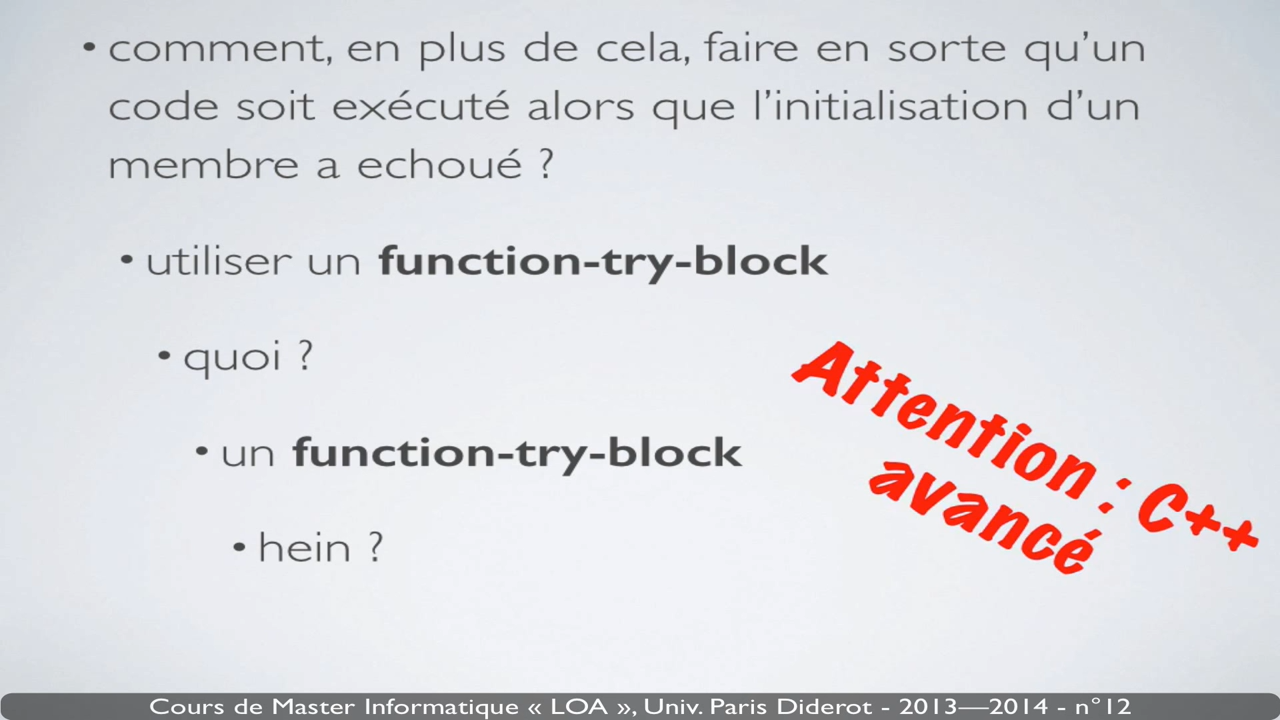 • comment, en plus de cela, faire en sorte qu’un
code soit exécuté alors que l’initialisation d’un
membre a echoué ?
• utiliser un function-try-block
• quoi ?
• un function-try-block
• hein ?
Attention : C++
avancé
Cours de Master Informatique « LOA », Univ. Paris Diderot - 2013—2014 - n°12